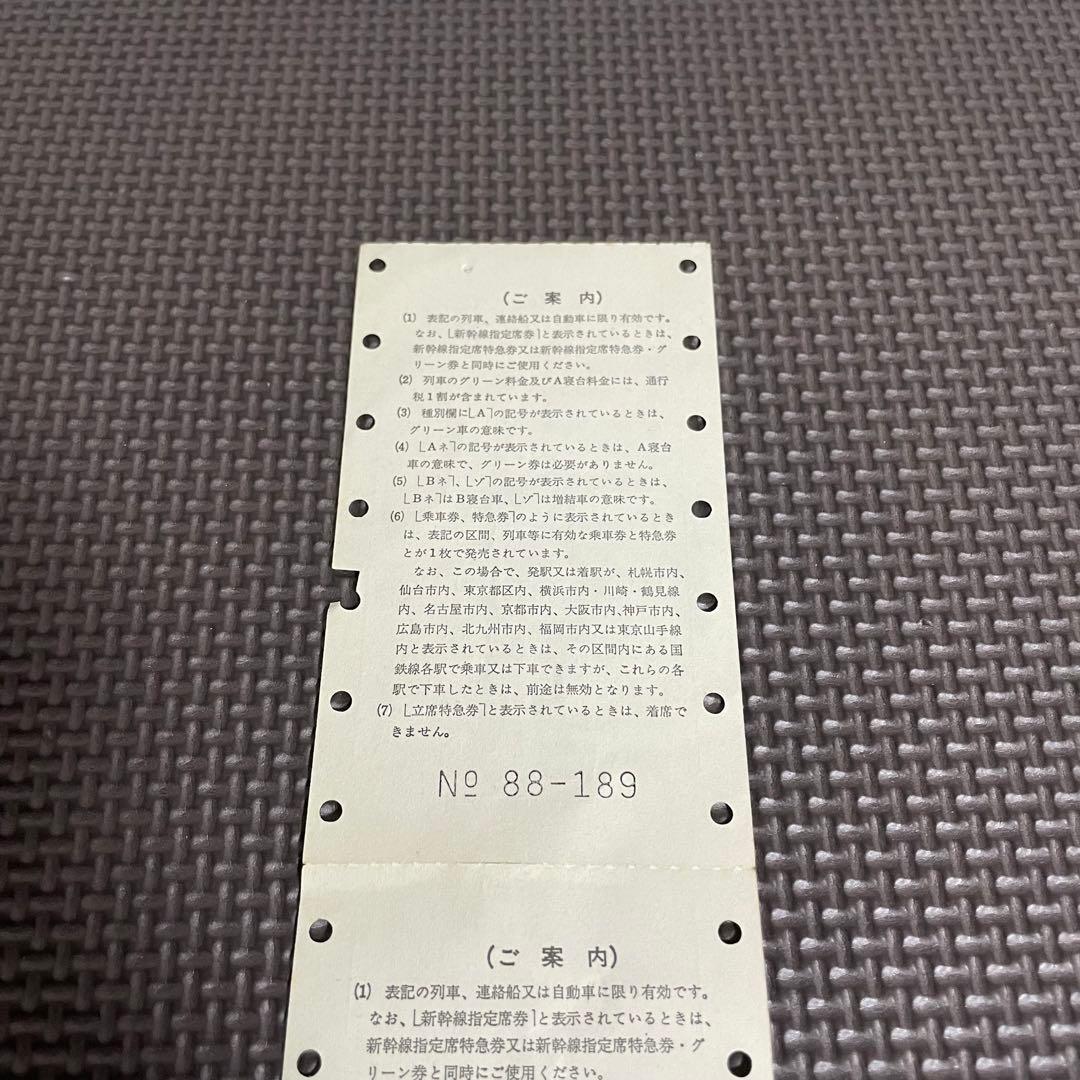 (ご案内)
(1) 表記の列車、連絡船又は自動車に限り有効です。
なお、⌊新幹線指定席券⌉と表示されているときは、
新幹線指定席特急券又は新幹線指定席特急券・グ
リーン券と同時にご使用ください。
(2) 列車のグリーン料金及びA寝台料金には、通行
税1割が含まれています。
(3) 種別欄に⌊A⌉の記号が表示されているときは、
グリーン車の意味です。
(4) ⌊Aネ⌉の記号が表示されているときは、A寝台
車の意味で、グリーン券は必要がありません。
(5) ⌊Bネ⌉、⌊ゾ⌉の記号が表示されているときは、
⌊Bネ⌉はB寝台車、⌊ゾ⌉は増結車の意味です。
(6) ⌊乗車券、特急券⌉のように表示されているとき
は、表記の区間、列車等に有効な乗車券と特急券
とが1枚で発売されています。
なお、この場合で、発駅又は着駅が、札幌市内、
仙台市内、東京都区内、横浜市内・川崎・鶴見線
内、名古屋市内、京都市内、大阪市内、神戸市内、
広島市内、北九州市内、福岡市内又は東京山手線
内と表示されているときは、その区間内にある国
鉄線各駅で乗車又は下車できますが、これらの各
駅で下車したときは、前途は無効となります。
(7) ⌊立席特急券⌉と表示されているときは、着席で
きません。
№ 88-189
(ご案内)
(1) 表記の列車、連絡船又は自動車に限り有効です。
なお、⌊新幹線指定席券⌉と表示されているときは、
新幹線指定席特急券又は新幹線指定席特急券・グ
リーン券と同時にご使用ください。